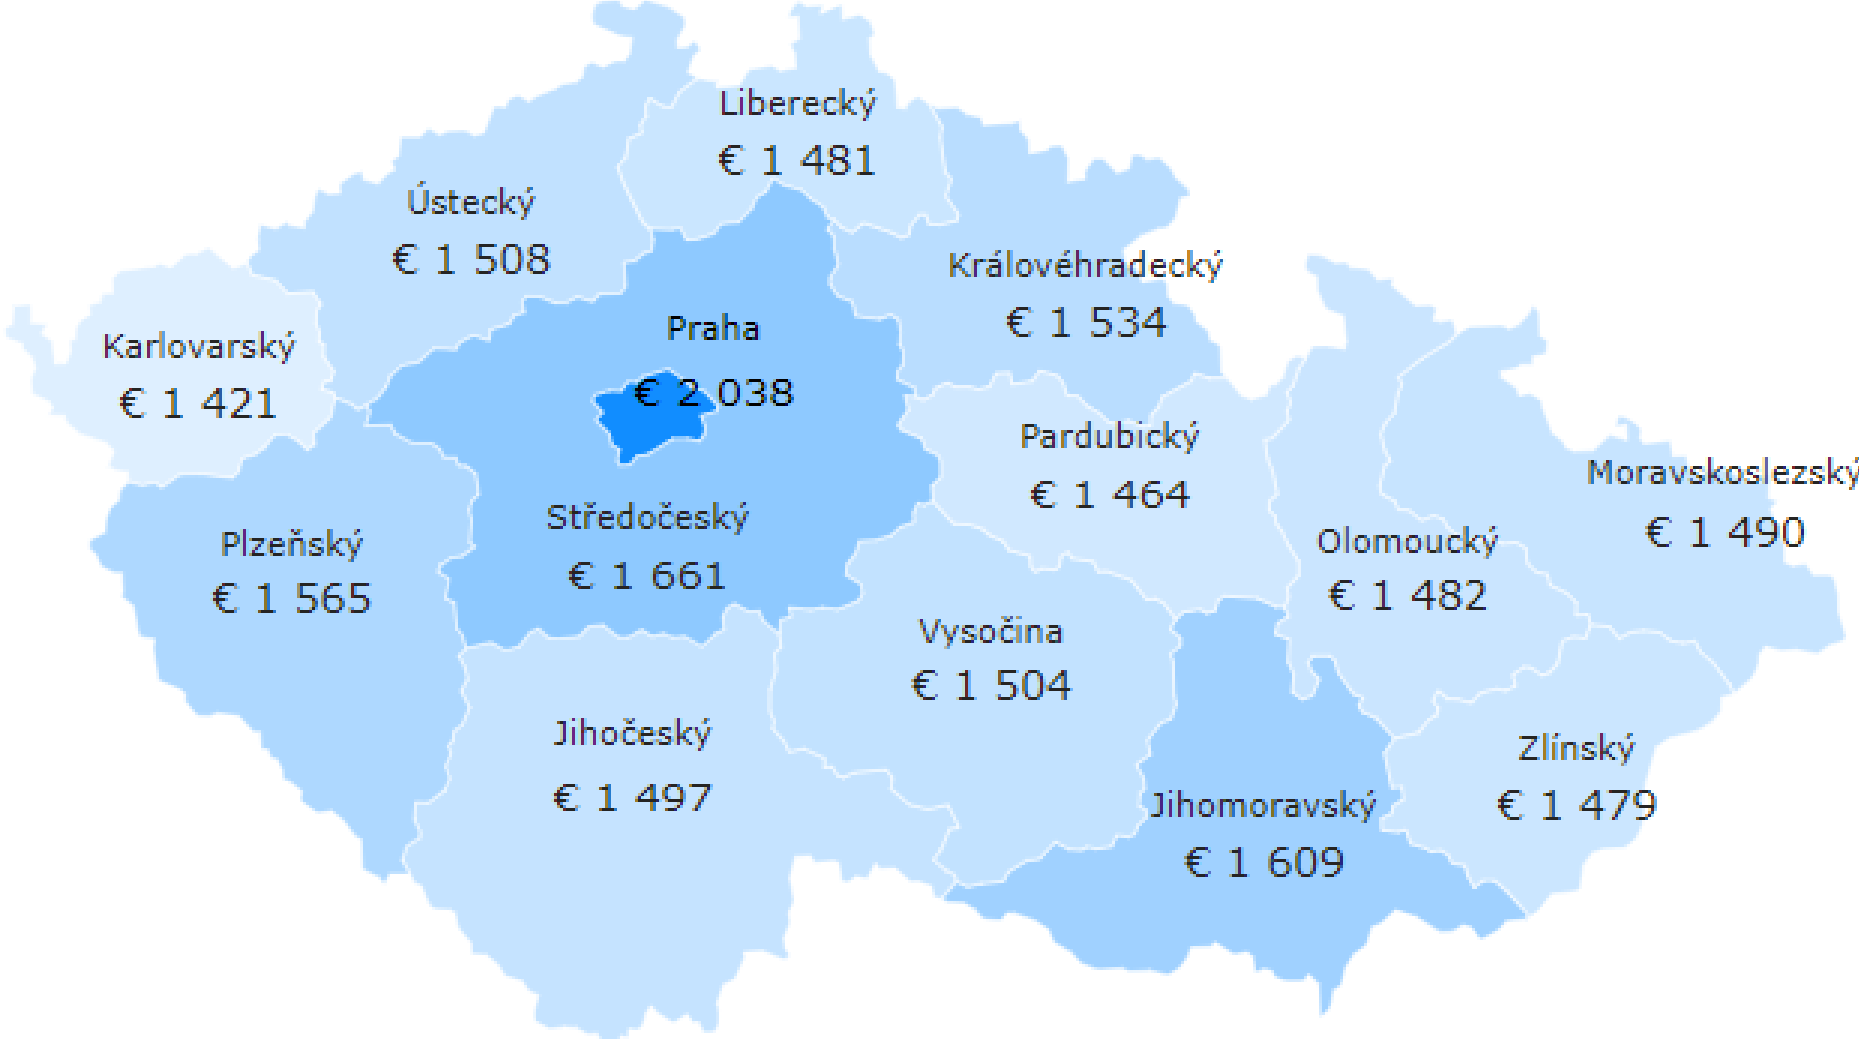 Liberecký
€ 1 481
Ústecký
€ 1 508
Královéhradecký
€ 1 534
Karlovarský
€ 1 421
Praha
€ 2 038
Pardubický
€ 1 464
Moravskoslezský
€ 1 490
Plzeňský
€ 1 565
Středočeský
€ 1 661
Olomoucký
€ 1 482
Vysočina
€ 1 504
Jihočeský
€ 1 497
Zlínský
€ 1 479
Jihomoravský
€ 1 609